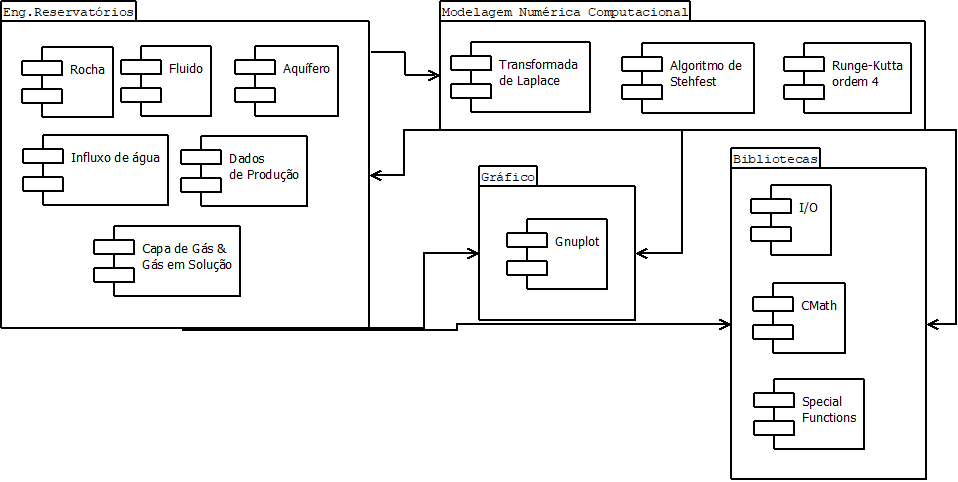 Eng.Reservatórios
Rocha
Fluido
Aquífero
Influxo de água
Dados
de Produção
Capa de Gás &
Gás em Solução
Modelagem Numérica Computacional
Transformada
de Laplace
Algoritmo de
Stehfest
Runge-Kutta
ordem 4
Gráfico
Gnuplot
Bibliotecas
I/O
CMath
Special
Functions